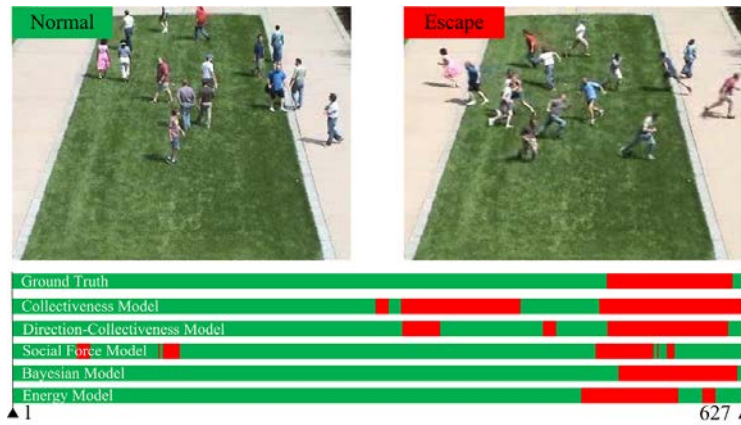 Normal
Escape
Ground Truth
Collectiveness Model
Direction-Collectiveness Model
Social Force Model
Bayesian Model
Energy Model
1
627